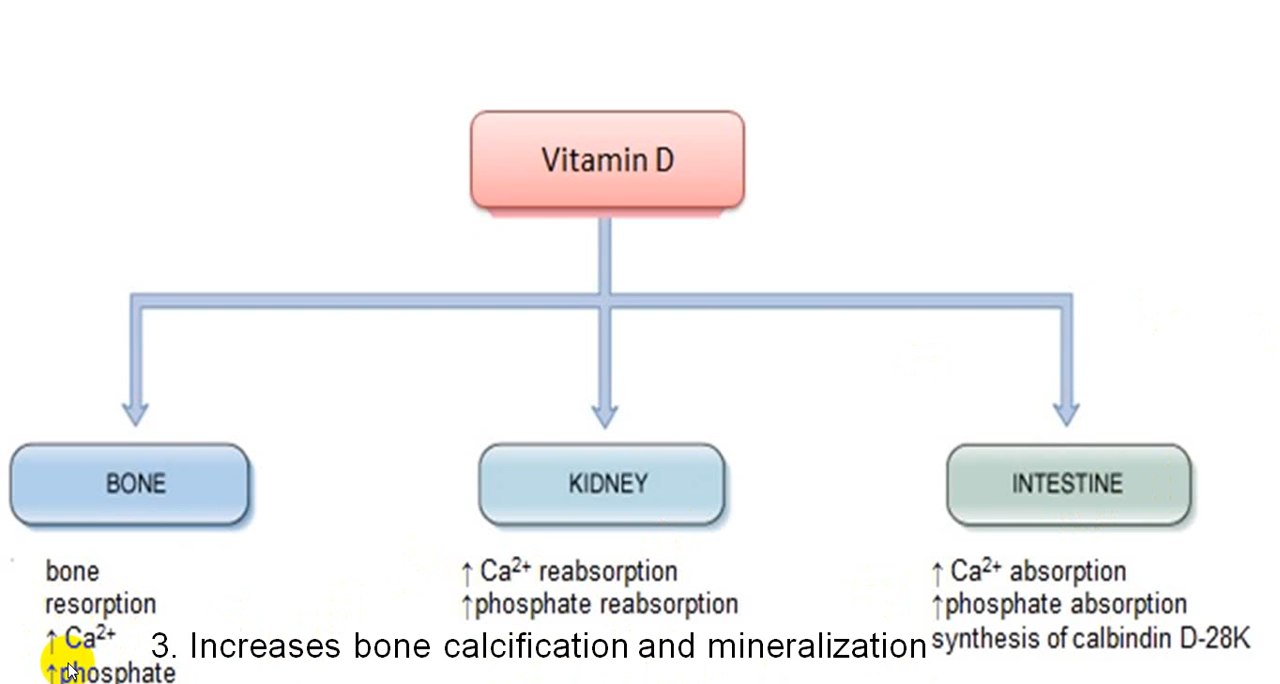 Vitamin D
BONE
KIDNEY
INTESTINE
bone
resorption
↑ Ca²⁺
↑phosphate
↑ Ca²⁺ reabsorption
↑phosphate reabsorption
↑ Ca²⁺ absorption
↑phosphate absorption
synthesis of calbindin D-28K
3. Increases bone calcification and mineralization